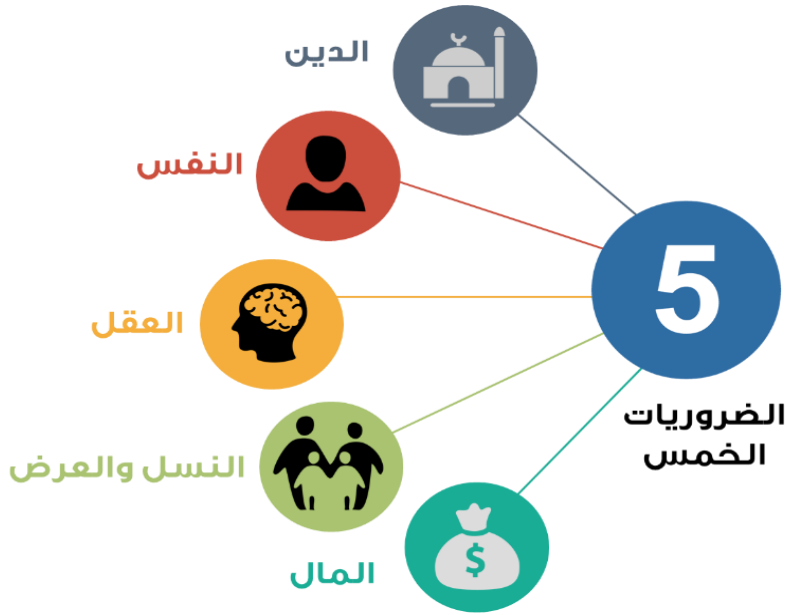 الدين
النفس
العقل
النسل والعرض
المال
5
الضروريات
الخمس
$